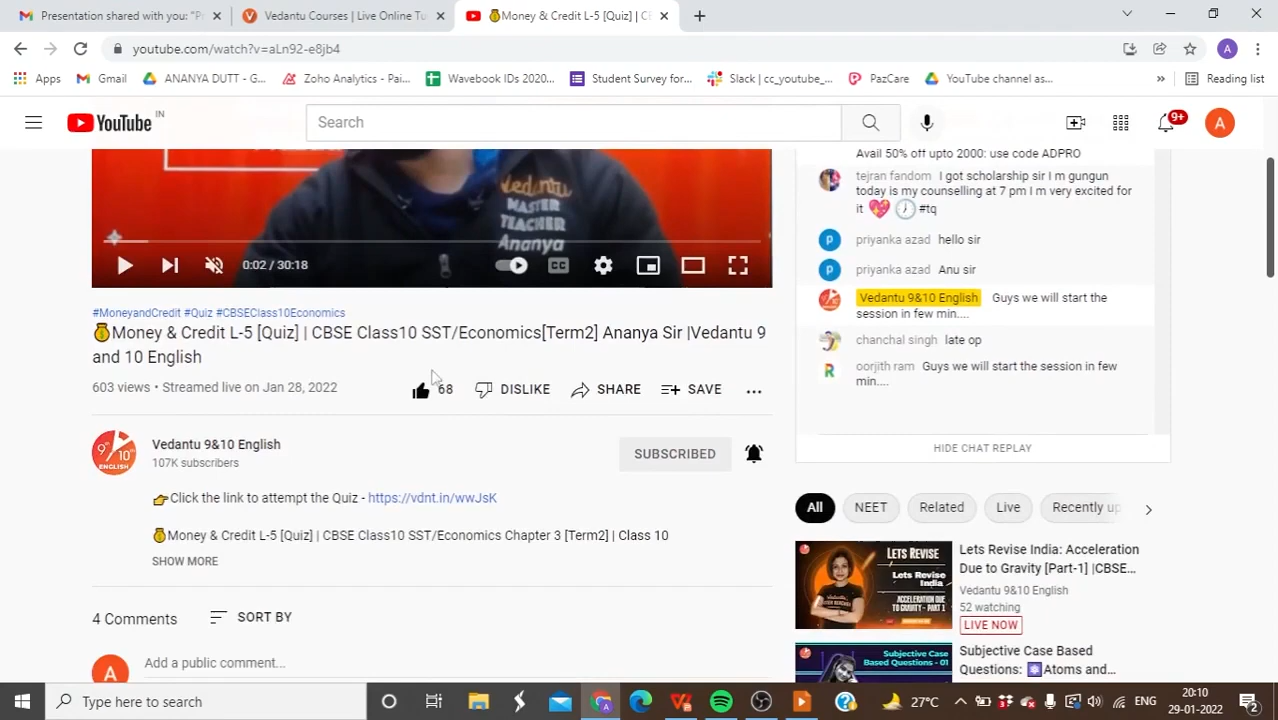 Presentation shared with you: "Pr
Vedantu Courses | Live Online Tu
Money & Credit L-5 [Quiz] | C
youtube.com/watch?v=aLn92-e8jb4
A
Apps
Gmail
ANANYA DUTT - G...
Zoho Analytics - Pai...
Wavebook IDs 2020...
Student Survey for...
Slack | cc_youtube_...
PazCare
YouTube channel as...
»
Reading list
YouTube IN
Search
9+
A
Vedantu
MASTER
TEACHER
Ananya
0:02 / 30:18
CC
Avail 50% off upto 2000: use code ADPRO
tejran fandom I got scholarship sir I m gungun
today is my counselling at 7 pm I m very excited for
it #tq
p priyanka azad hello sir
p priyanka azad Anu sir
Vedantu 9&10 English Guys we will start the
session in few min....
chanchal singh late op
R oorjith ram Guys we will start the session in few
min....
HIDE CHAT REPLAY
#MoneyandCredit #Quiz #CBSEClass10Economics
Money & Credit L-5 [Quiz] | CBSE Class10 SST/Economics[Term2] Ananya Sir |Vedantu 9
and 10 English
603 views • Streamed live on Jan 28, 2022
68
DISLIKE
SHARE
SAVE
9th 10th
ENGLISH
Vedantu 9&10 English
107K subscribers
SUBSCRIBED
Click the link to attempt the Quiz - https://vdnt.in/wwJsK
Money & Credit L-5 [Quiz] | CBSE Class10 SST/Economics Chapter 3 [Term2] | Class 10
SHOW MORE
4 Comments
SORT BY
A
Add a public comment...
All
NEET
Related
Live
Recently up
LETS REVISE
Lets Revise
India
ACCELERATION
DUE TO GRAVITY - PART 1
Lets Revise India: Acceleration
Due to Gravity [Part-1] |CBSE...
Vedantu 9&10 English
52 watching
LIVE NOW
Subjective Case
Based Questions - 01
Subjective Case Based
Questions: Atoms and...
Type here to search
27°C
ENG
20:10
29-01-2022
2